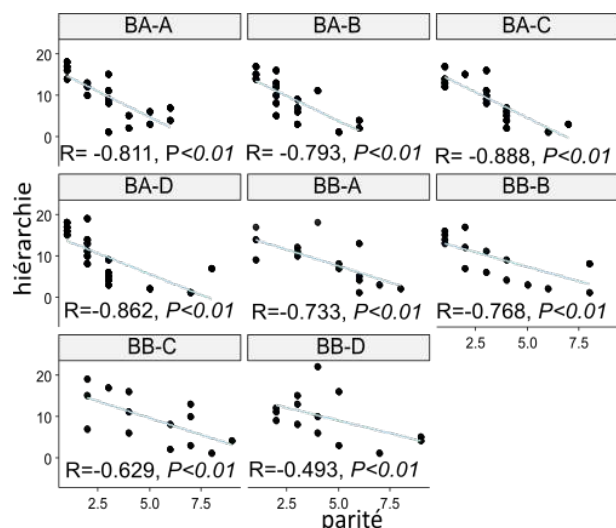 BA-A BA-B BA-C
20
10
0
R= -0.811, P<0.01 R= -0.793, P<0.01 R= -0.888, P<0.01
BA-D BB-A BB-B
hiérarchie
20
10
0
R=-0.862, P<0.01 R=-0.733, P<0.01 R=-0.768, P<0.01
BB-C BB-D
2.5 5.0 7.5
20
10
0
R=-0.629, P<0.01 R=-0.493, P<0.01
2.5 5.0 7.5 2.5 5.0 7.5
parité